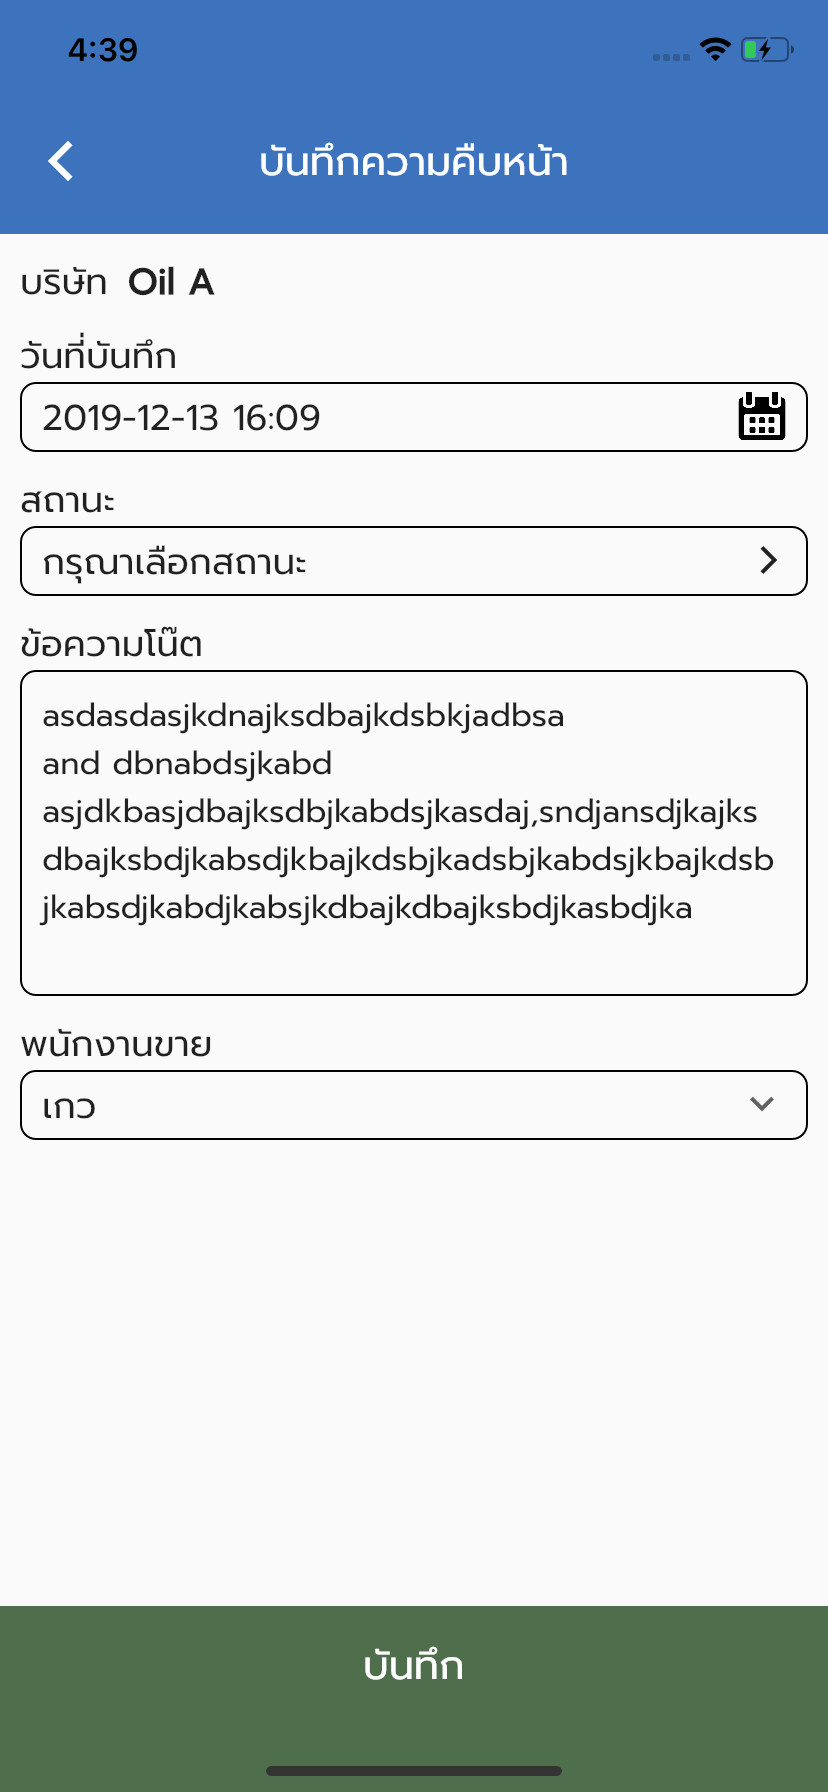 4:39
บันทึกความคืบหน้า
บริษัท Oil A
วันที่บันทึก
2019-12-13 16:09
สถานะ
กรุณาเลือกสถานะ
ข้อความโน๊ต
asdasdasjkdnajksdbajkdsbkjadbsa
and dbnabdsjkabd
asjdkbasjdbajksdbjkabdsjkasdaj,sndjansdjkajks
dbajksbdjkabsdjkbajkdsbjkadsbjkabdsjkbajkdsb
jkabsdjkabdjkabsjkdbajkdbajksbdjkasbdjka
พนักงานขาย
เกว
บันทึก